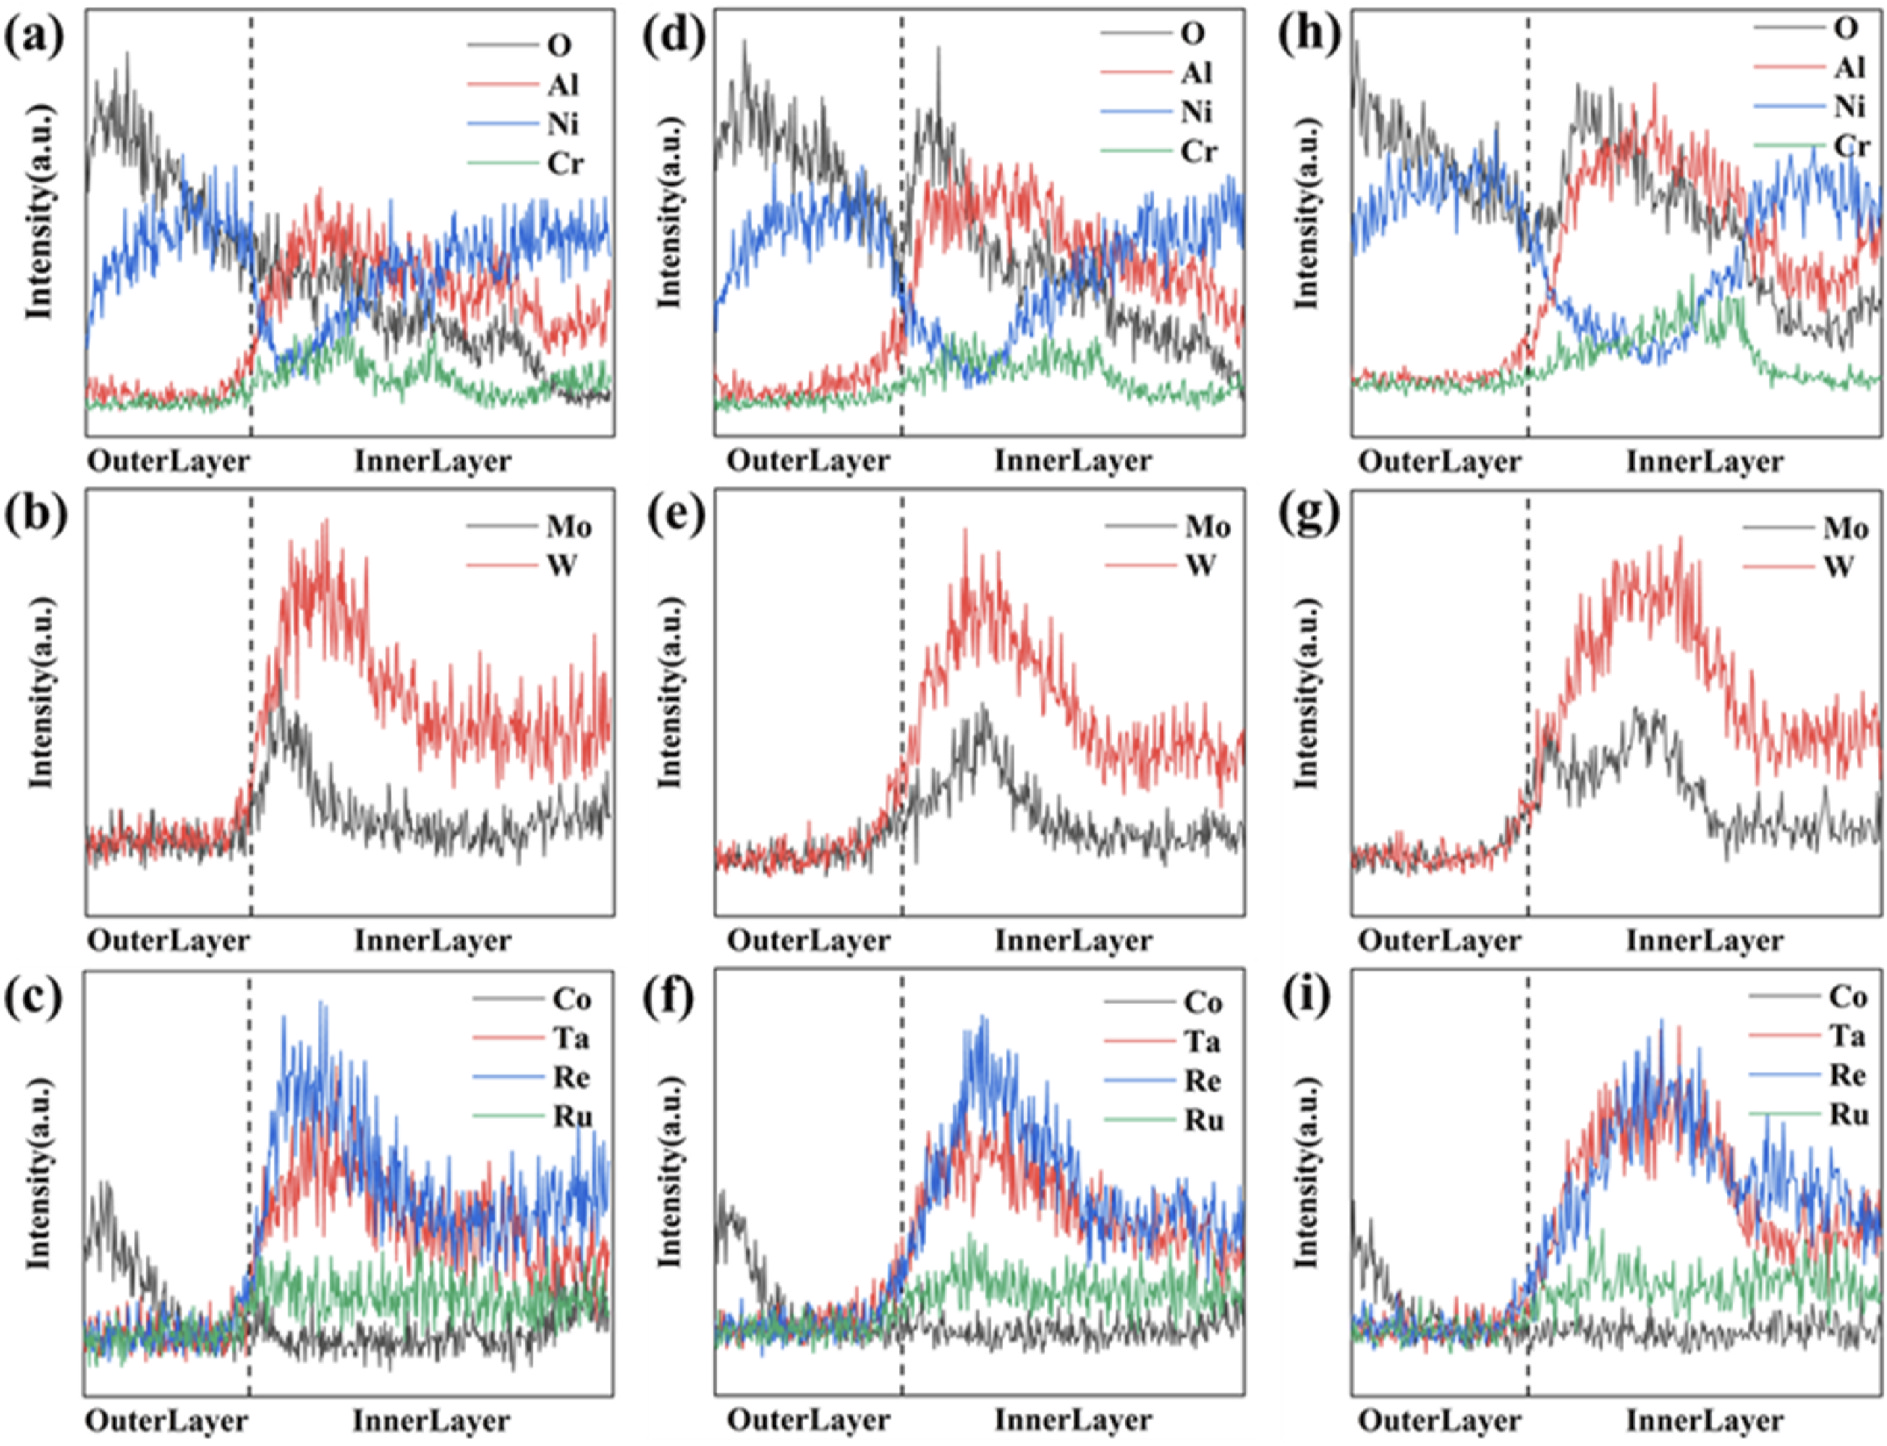 (a)
O
Al
Ni
Cr
Intensity(a.u.)
OuterLayer InnerLayer
(d)
O
Al
Ni
Cr
Intensity(a.u.)
OuterLayer InnerLayer
(h)
O
Al
Ni
Cr
Intensity(a.u.)
OuterLayer InnerLayer
(b)
Mo
W
Intensity(a.u.)
OuterLayer InnerLayer
(e)
Mo
W
Intensity(a.u.)
OuterLayer InnerLayer
(g)
Mo
W
Intensity(a.u.)
OuterLayer InnerLayer
(c)
Co
Ta
Re
Ru
Intensity(a.u.)
OuterLayer InnerLayer
(f)
Co
Ta
Re
Ru
Intensity(a.u.)
OuterLayer InnerLayer
(i)
Co
Ta
Re
Ru
Intensity(a.u.)
OuterLayer InnerLayer